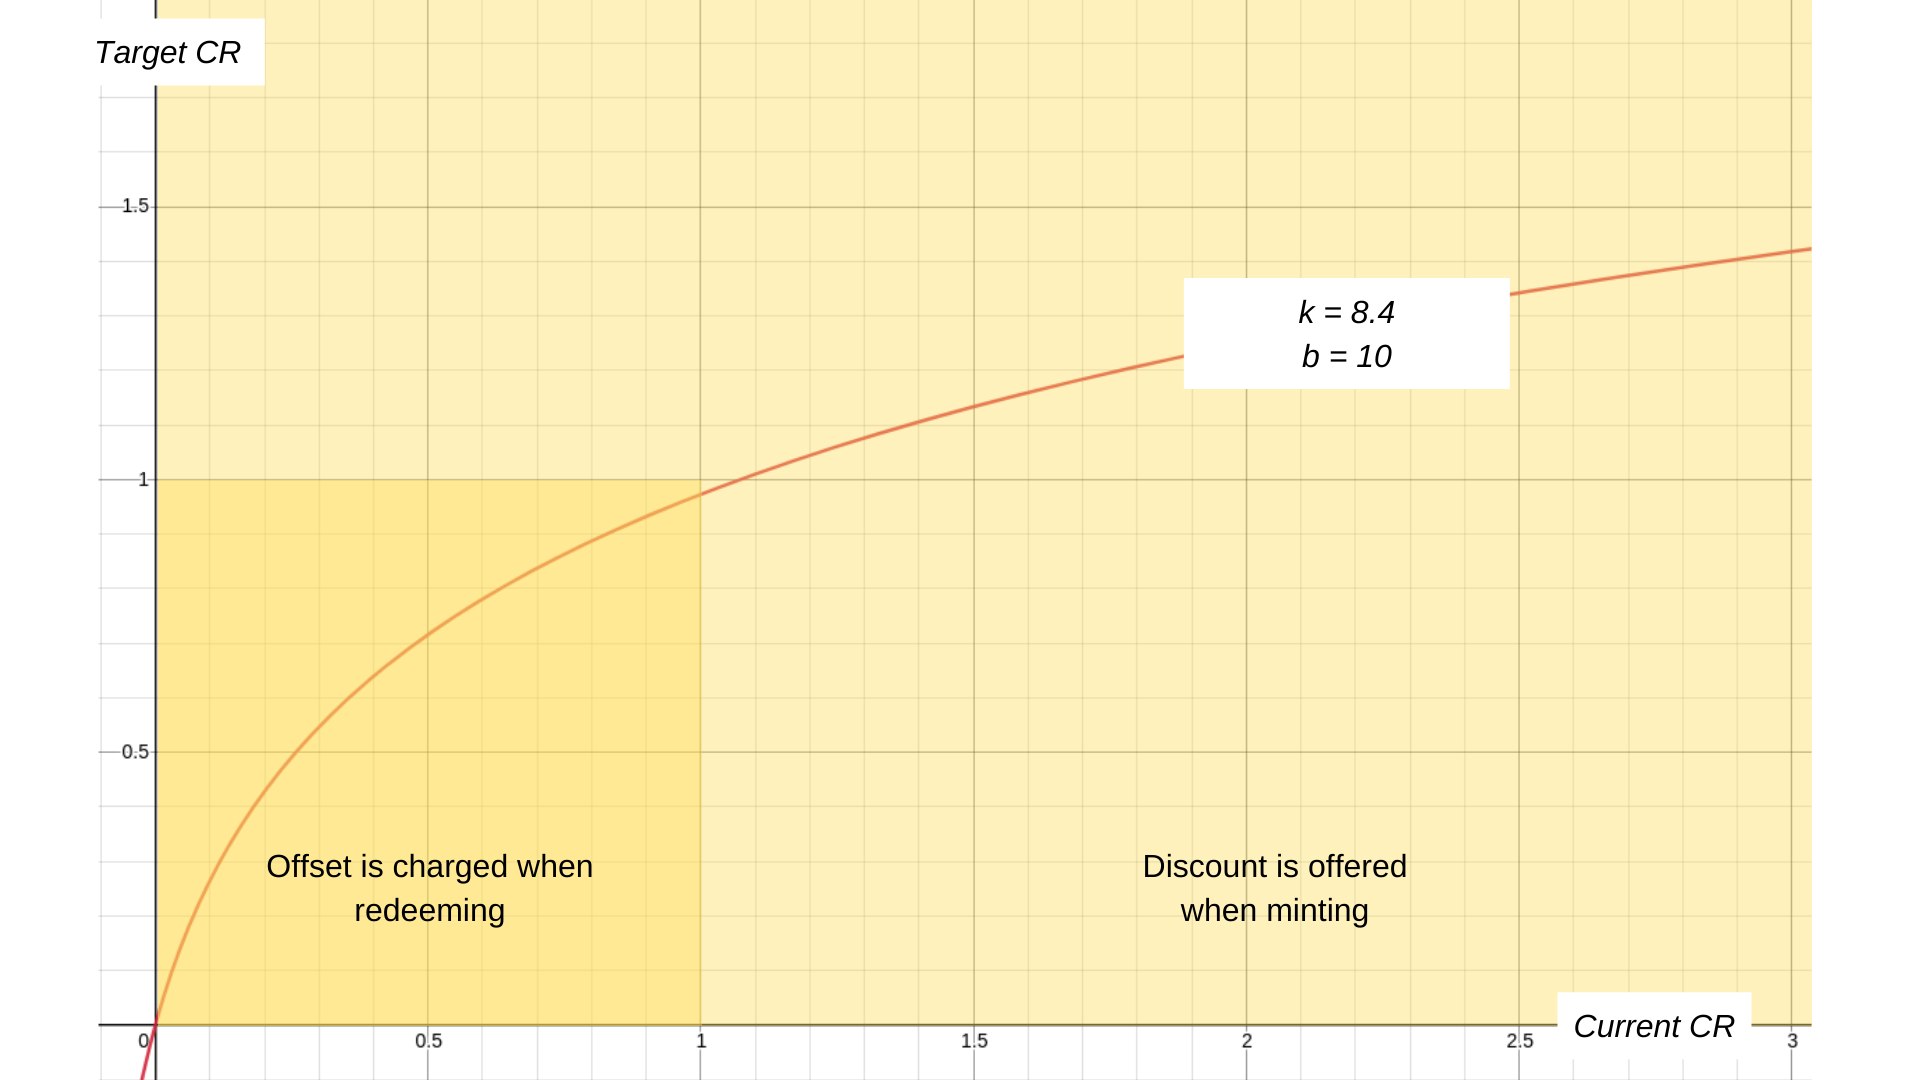 Target CR
1.5
k = 8.4
b = 10
1
0.5
Offset is charged when
redeeming
Discount is offered
when minting
Current CR
0
0.5
1
1.5
2
2.5
3